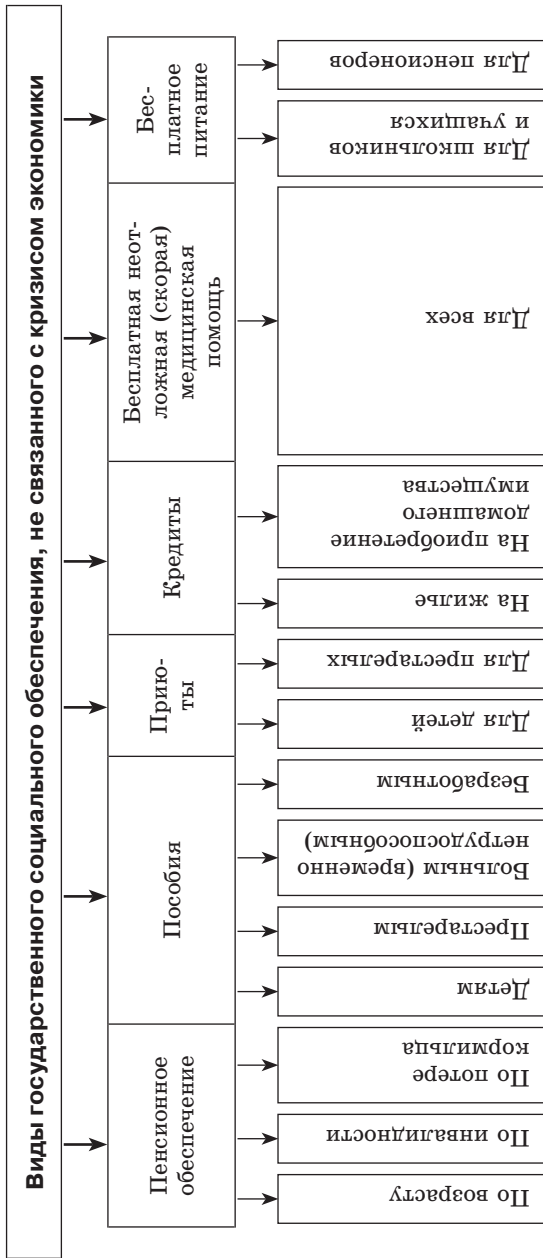 Виды государственного социального обеспечения, не связанного с кризисом экономики
Пенсионное
обеспечение
Пособия
Прию-
ты
Кредиты
Бесплатная неот-
ложная (скорая)
медицинская
помощь
Бес-
платное
питание
По возрасту
По инвалидности
По потере
кормильца
Детям
Престарелым
Больным (временно
нетрудоспособным)
Безработным
Для детей
Для престарелых
На жилье
На приобретение
домашнего
имущества
Для всех
Для школьников
и учащихся
Для пенсионеров